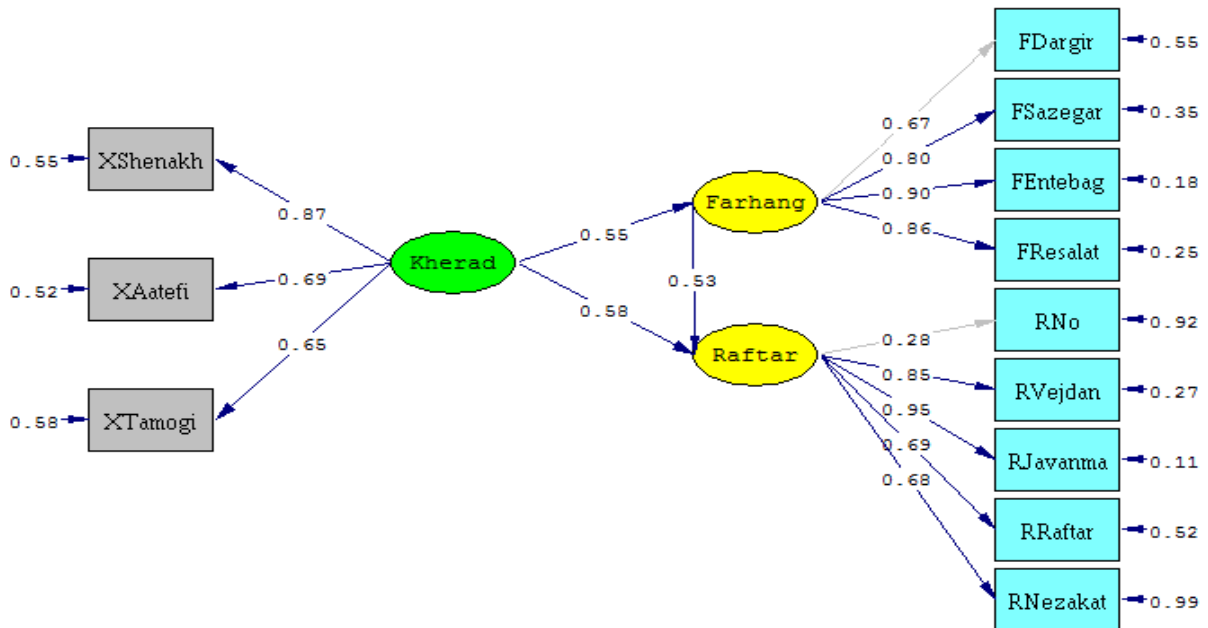 FDargir
0.55
0.67
FSazegar
0.35
0.80
XShenakh
0.55
0.87
FEntebag
0.18
0.90
Farhang
FResalat
0.25
0.86
0.55
Kherad
0.53
XAatefi
0.52
0.69
0.58
RNo
0.92
0.28
Raftar
RVejdan
0.27
0.85
XTamogi
0.58
0.65
RJavanma
0.11
0.95
0.69
RRaftar
0.52
0.68
RNezakat
0.99